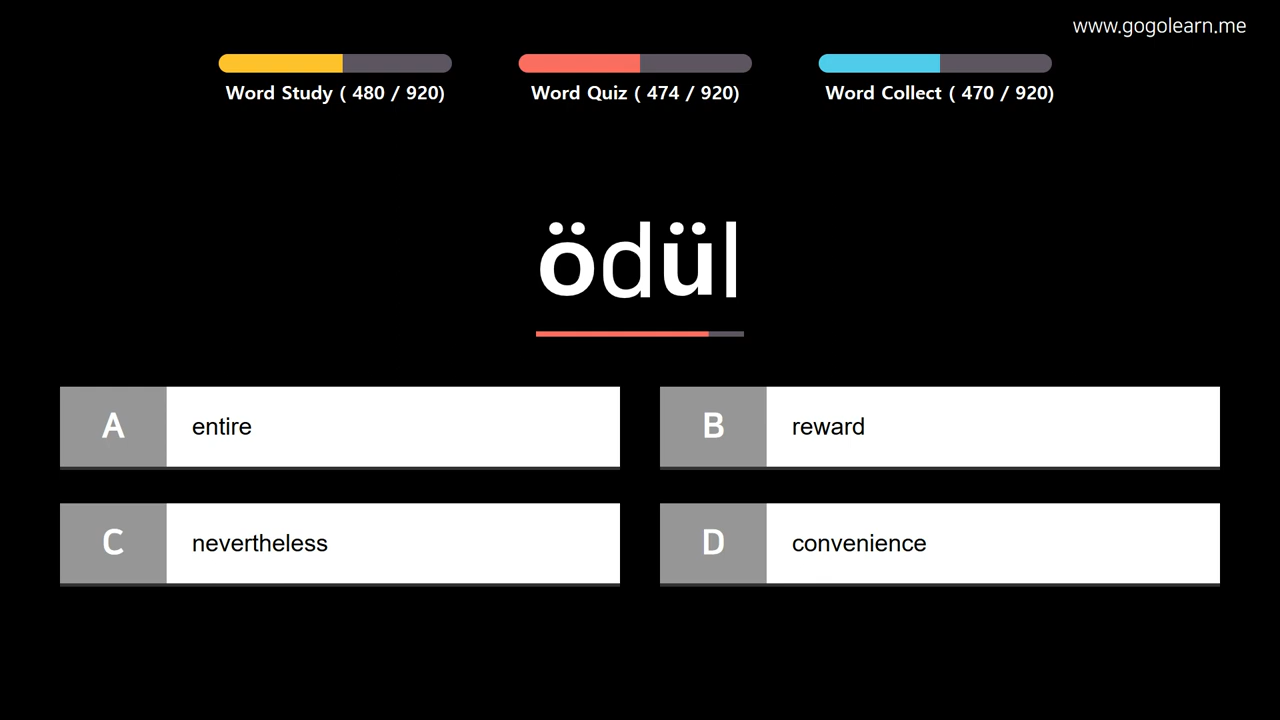 www.gogolearn.me
Word Study ( 480 / 920)
Word Quiz ( 474 / 920)
Word Collect ( 470 / 920)
ödül
A entire
B reward
C nevertheless
D convenience